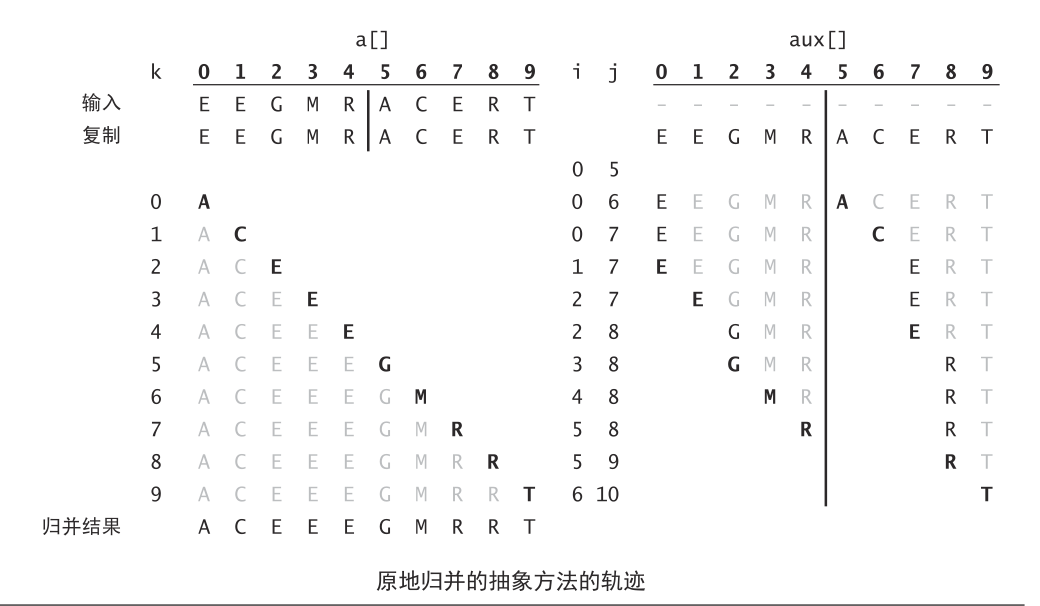 a[] aux[]
k 0 1 2 3 4 5 6 7 8 9 i j 0 1 2 3 4 5 6 7 8 9
输入 E E G M R A C E R T - - - - - - - - - -
复制 E E G M R A C E R T E E G M R A C E R T
0 5
0 A 0 6 E E G M R A C E R T
1 A C 0 7 E E G M R C E R T
2 A C E 1 7 E E G M R E R T
3 A C E E 2 7 E G M R E R T
4 A C E E E 2 8 G M R E R T
5 A C E E E G 3 8 G M R R T
6 A C E E E G M 4 8 M R R T
7 A C E E E G M R 5 8 R R T
8 A C E E E G M R R 5 9 R T
9 A C E E E G M R R T 6 10 T
归并结果 A C E E E G M R R T
原地归并的抽象方法的轨迹